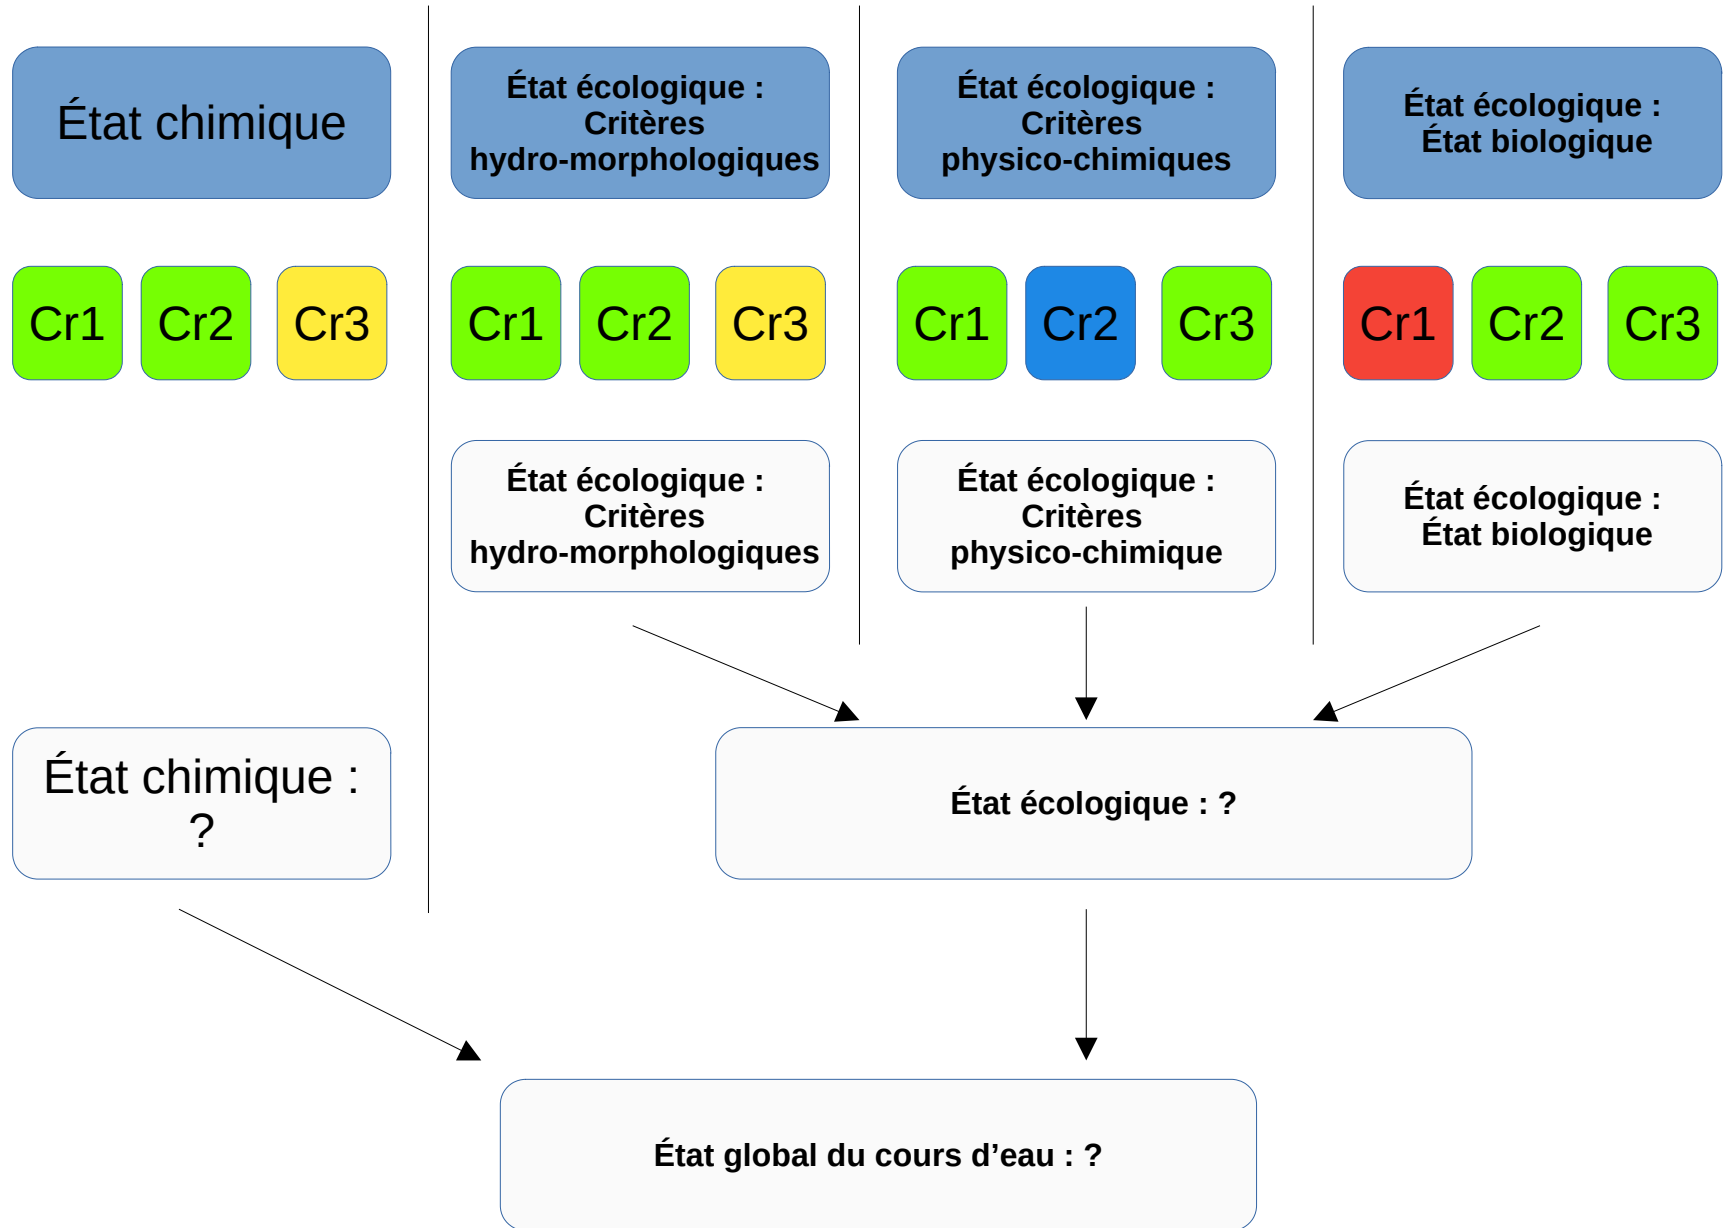 État chimique
État écologique :
Critères
hydro-morphologiques
État écologique :
Critères
physico-chimiques
État écologique :
État biologique
Cr1 Cr2 Cr3
Cr1 Cr2 Cr3
Cr1 Cr2 Cr3
Cr1 Cr2 Cr3
État écologique :
Critères
hydro-morphologiques
État écologique :
Critères
physico-chimique
État écologique :
État biologique
État chimique :
?
État écologique : ?
État global du cours d’eau : ?